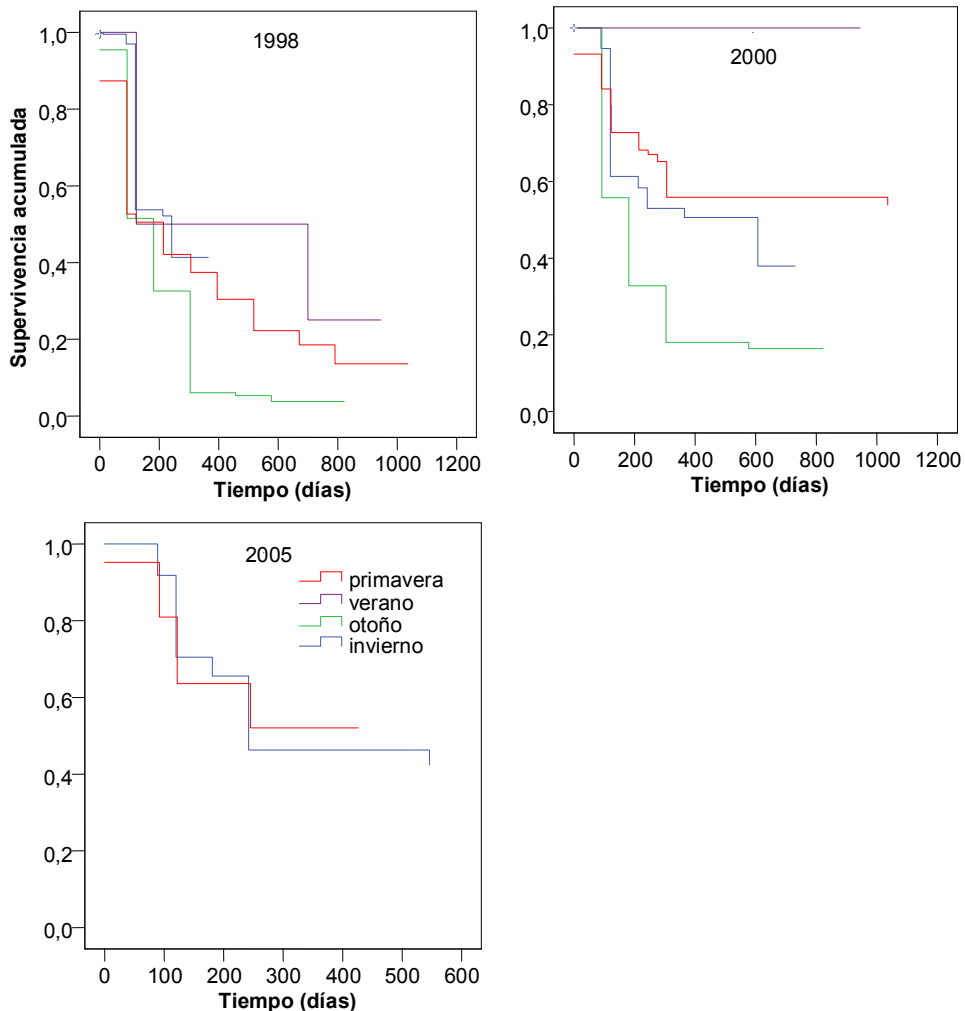 1998
Supervivencia acumulada
1,0
0,8
0,6
0,4
0,2
0,0
0 200 400 600 800 1000 1200
Tiempo (días)
2000
1,0
0,8
0,6
0,4
0,2
0,0
0 200 400 600 800 1000 1200
Tiempo (días)
2005
primavera
verano
otoño
invierno
1,0
0,8
0,6
0,4
0,2
0,0
0 100 200 300 400 500 600
Tiempo (días)